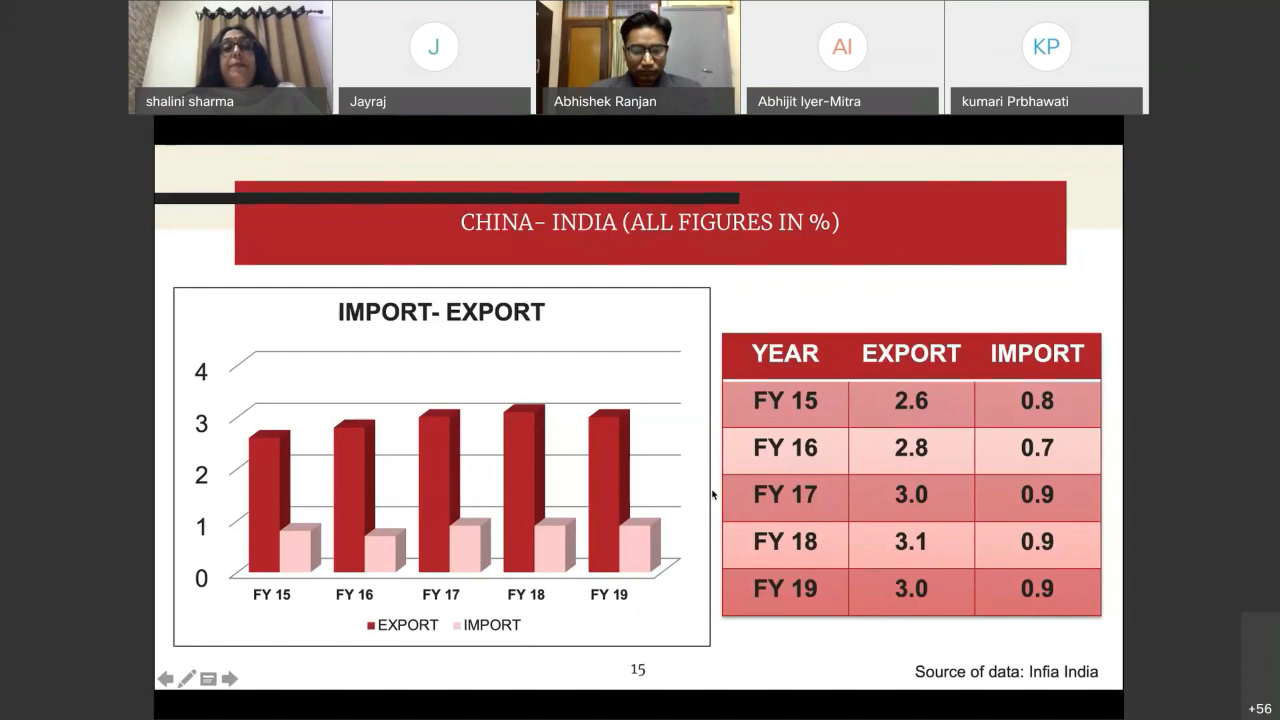 J
AI
KP
shalini sharma
Jayraj
Abhishek Ranjan
Abhijit Iyer-Mitra
kumari Prbhawati
CHINA- INDIA (ALL FIGURES IN %)
IMPORT- EXPORT
4
3
2
1
0
FY 15 FY 16 FY 17 FY 18 FY 19
EXPORT IMPORT
YEAR EXPORT IMPORT
FY 15 2.6 0.8
FY 16 2.8 0.7
FY 17 3.0 0.9
FY 18 3.1 0.9
FY 19 3.0 0.9
15
Source of data: Infia India
+56